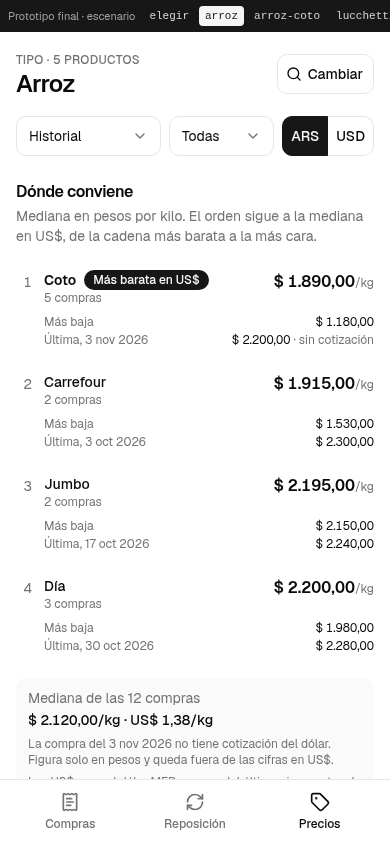 Prototipo final · escenario elegir arroz arroz-coto lucchett
TIPO · 5 PRODUCTOS
Arroz
Cambiar
Historial Todas ARS USD
Dónde conviene
Mediana en pesos por kilo. El orden sigue a la mediana
en US$, de la cadena más barata a la más cara.
1 Coto Más barata en US$ $ 1.890,00/kg
5 compras
Más baja $ 1.180,00
Última, 3 nov 2026 $ 2.200,00 · sin cotización
2 Carrefour $ 1.915,00/kg
2 compras
Más baja $ 1.530,00
Última, 3 oct 2026 $ 2.300,00
3 Jumbo $ 2.195,00/kg
2 compras
Más baja $ 2.150,00
Última, 17 oct 2026 $ 2.240,00
4 Día $ 2.200,00/kg
3 compras
Más baja $ 1.980,00
Última, 30 oct 2026 $ 2.280,00
Mediana de las 12 compras
$ 2.120,00/kg · US$ 1,38/kg
La compra del 3 nov 2026 no tiene cotización del dólar.
Figura solo en pesos y queda fuera de las cifras en US$.
Compras Reposición Precios